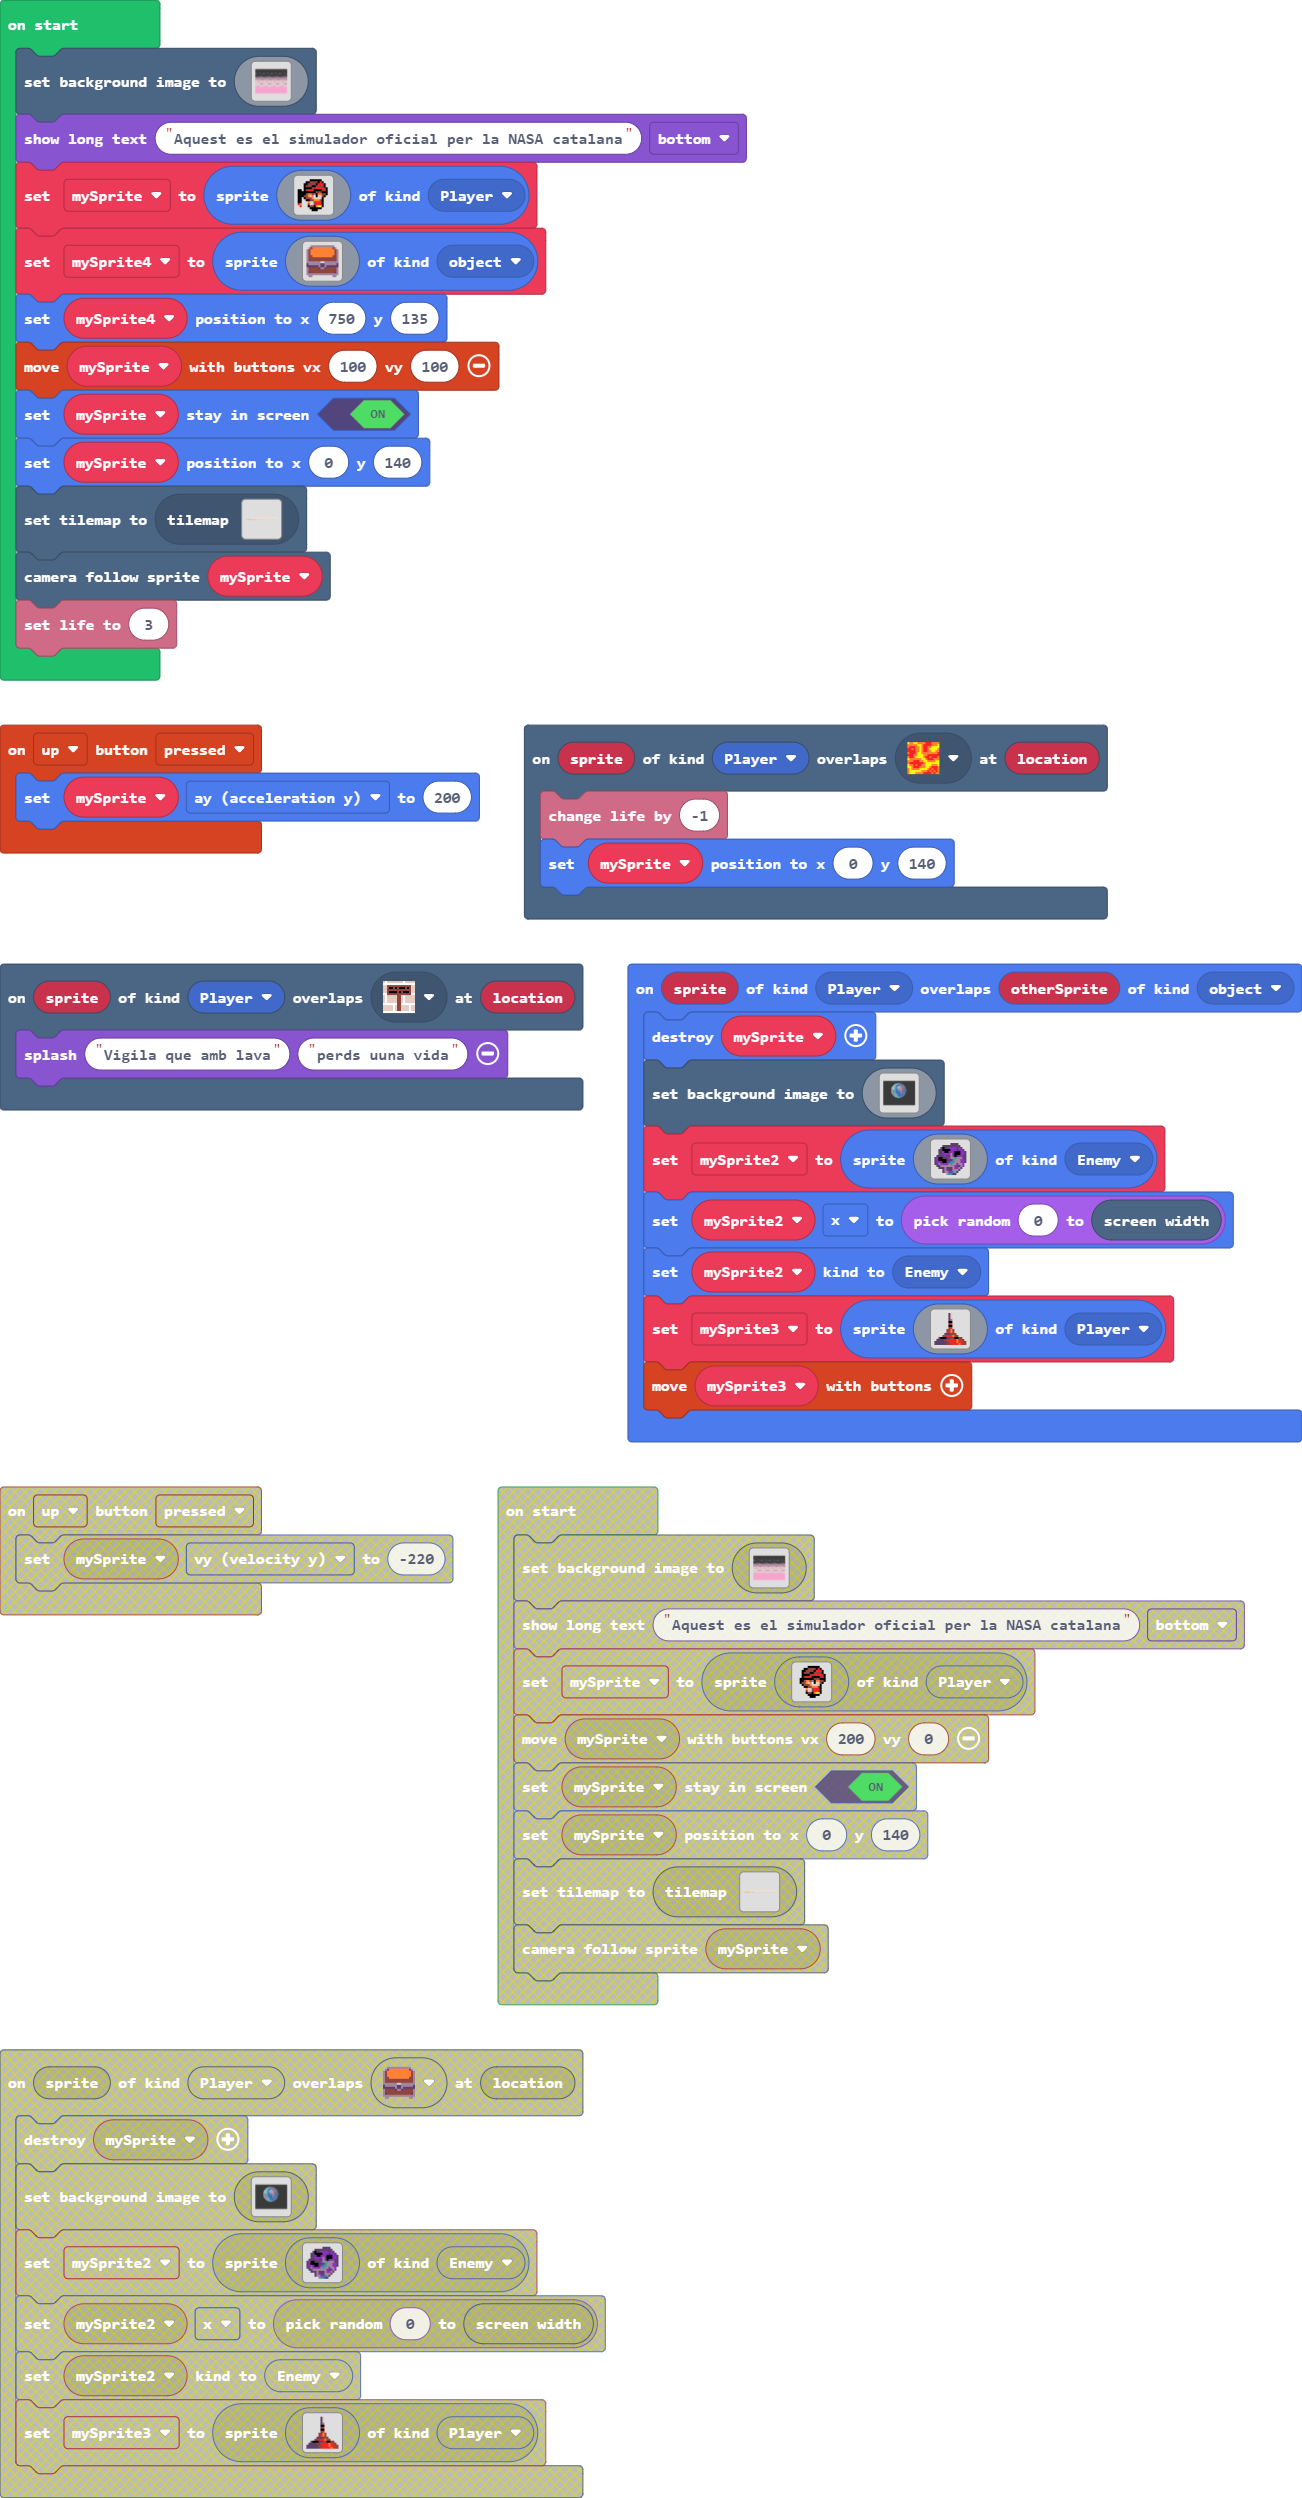 on start
set background image to
show long text "Aquest es el simulador oficial per la NASA catalana" bottom
set mySprite to sprite of kind Player
set mySprite4 to sprite of kind object
set mySprite4 position to x 750 y 135
move mySprite with buttons vx 100 vy 100
set mySprite stay in screen ON
set mySprite position to x 0 y 140
set tilemap to tilemap
camera follow sprite mySprite
set life to 3
on up button pressed
set mySprite ay (acceleration y) to 200
on sprite of kind Player overlaps at location
change life by -1
set mySprite position to x 0 y 140
on sprite of kind Player overlaps at location
splash "Vigila que amb lava" "perds uuna vida"
on sprite of kind Player overlaps otherSprite of kind object
destroy mySprite
set background image to
set mySprite2 to sprite of kind Enemy
set mySprite2 x to pick random 0 to screen width
set mySprite2 kind to Enemy
set mySprite3 to sprite of kind Player
move mySprite3 with buttons
on up button pressed
set mySprite vy (velocity y) to -220
on start
set background image to
show long text "Aquest es el simulador oficial per la NASA catalana" bottom
set mySprite to sprite of kind Player
move mySprite with buttons vx 200 vy 0
set mySprite stay in screen ON
set mySprite position to x 0 y 140
set tilemap to tilemap
camera follow sprite mySprite
on sprite of kind Player overlaps at location
destroy mySprite
set background image to
set mySprite2 to sprite of kind Enemy
set mySprite2 x to pick random 0 to screen width
set mySprite2 kind to Enemy
set mySprite3 to sprite of kind Player